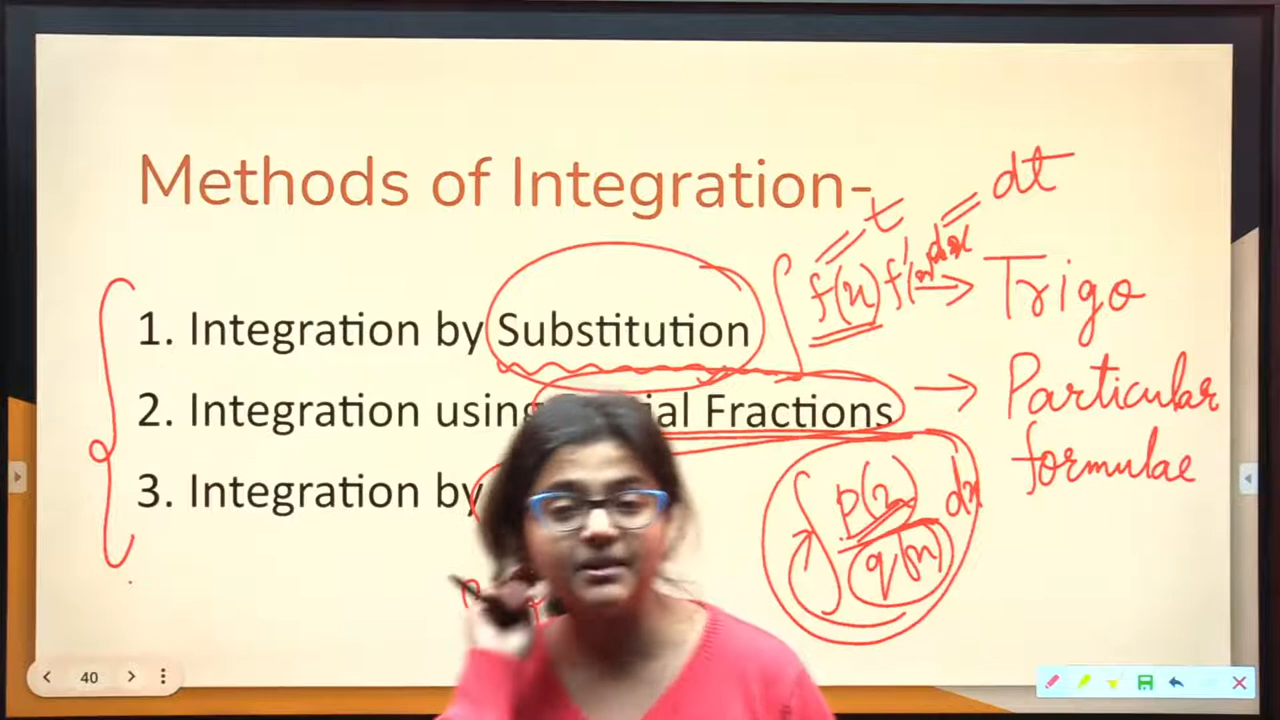 Methods of Integration-
1. Integration by Substitution
∫ f(x) f'(x) dx
= t
= dt
→ Trigo
2. Integration using Fractions
→ Particular
formulae
3. Integration by
∫ p(x) / q(x) dx
40